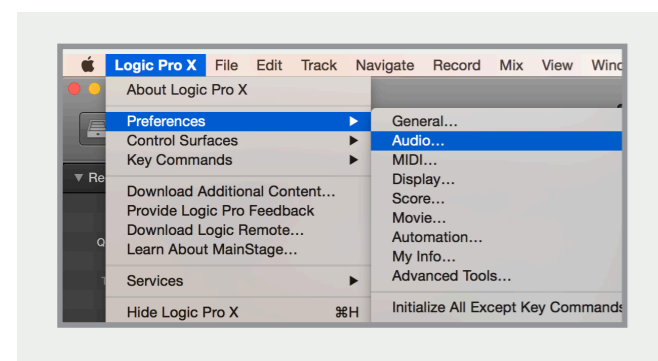 Logic Pro X File Edit Track Navigate Record Mix View
About Logic Pro X
Preferences
Control Surfaces
Key Commands
Download Additional Content...
Provide Logic Pro Feedback
Download Logic Remote...
Learn About MainStage...
Services
Hide Logic Pro X ⌘H
General...
Audio...
MIDI...
Display...
Score...
Movie...
Automation...
My Info...
Advanced Tools...
Initialize All Except Key Commands
Re
Q